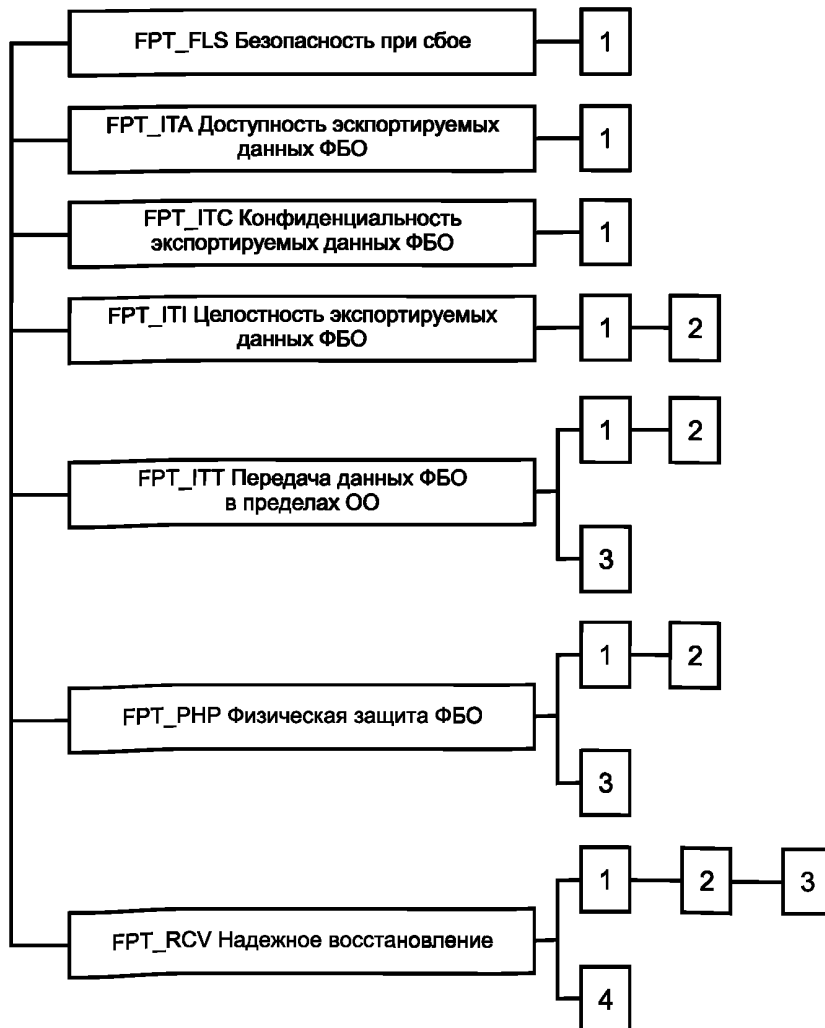 FPT_FLS Безопасность при сбое
1
FPT_ITA Доступность эскпортируемых
данных ФБО
1
FPT_ITC Конфиденциальность
экспортируемых данных ФБО
1
FPT_ITI Целостность экспортируемых
данных ФБО
1
2
FPT_ITT Передача данных ФБО
в пределах ОО
1
2
3
FPT_PHP Физическая защита ФБО
1
2
3
FPT_RCV Надежное восстановление
1
2
3
4